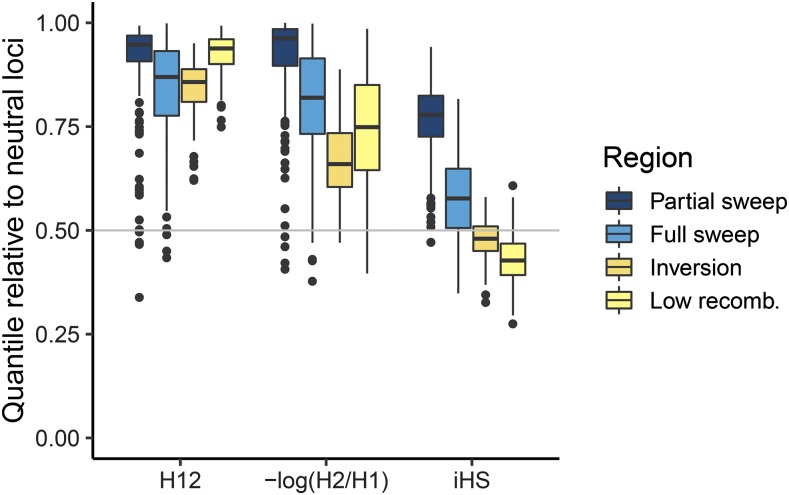 Quantile relative to neutral loci
1.00
0.75
0.50
0.25
0.00
H12
−log(H2/H1)
iHS
Region
Partial sweep
Full sweep
Inversion
Low recomb.